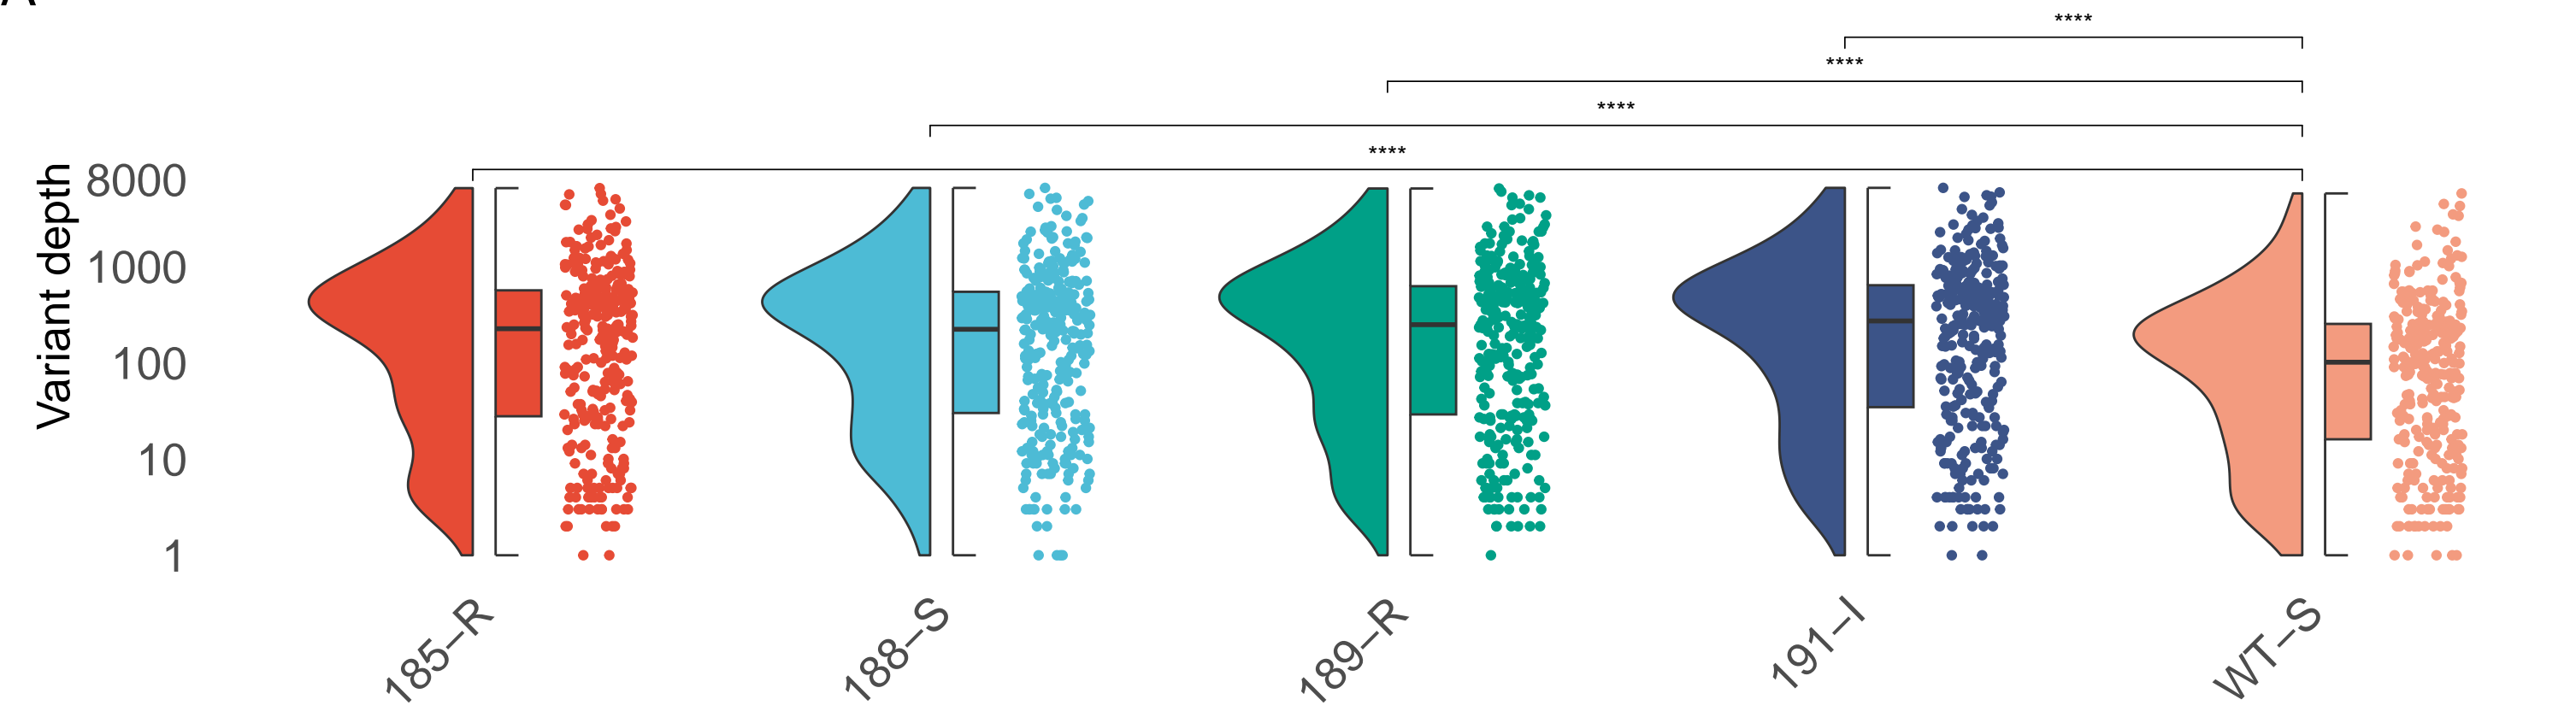 ****
****
****
****
Variant depth
8000
1000
100
10
1
185–R
188–S
189–R
191–I
WT–S